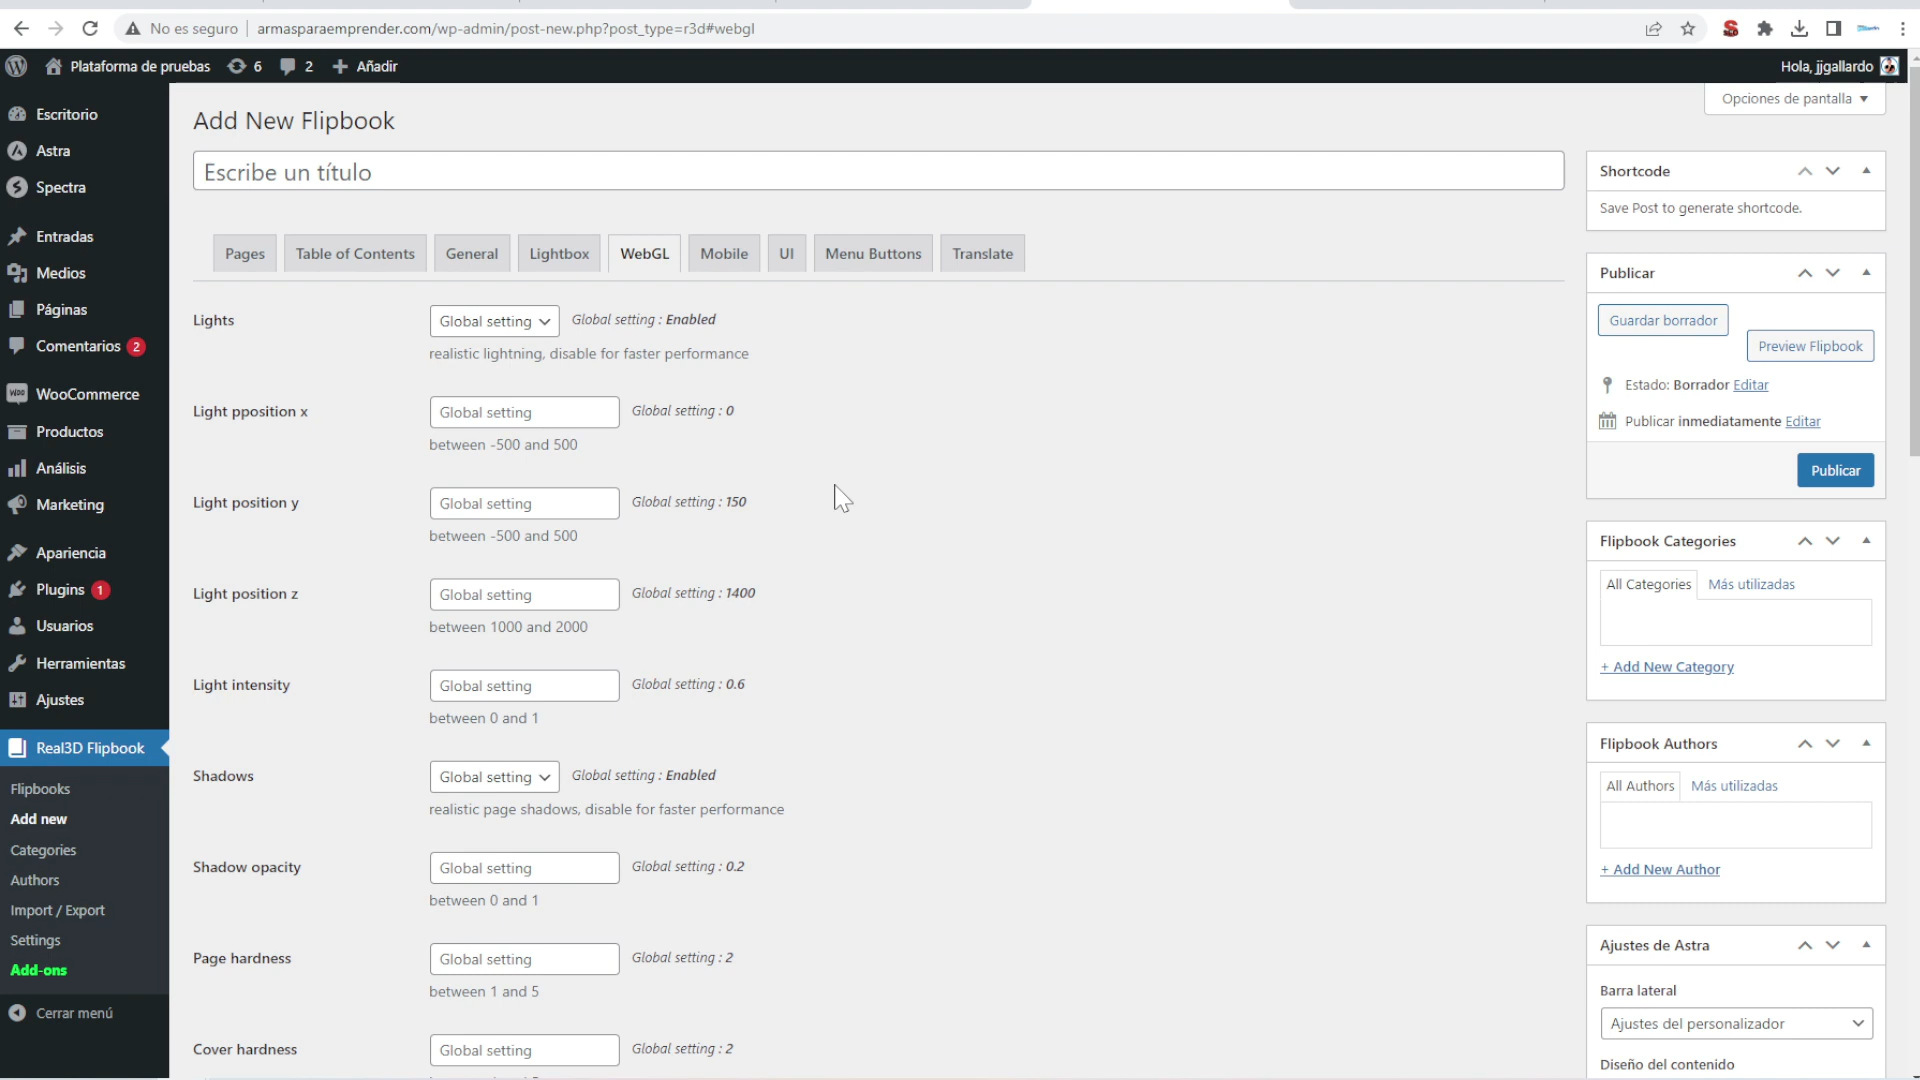 No es seguro
armasparaemprender.com/wp-admin/post-new.php?post_type=r3d#webgl
Plataforma de pruebas
6
2
Añadir
Hola, jjgallardo
Escritorio
Astra
Spectra
Entradas
Medios
Páginas
Comentarios 2
WooCommerce
Productos
Análisis
Marketing
Apariencia
Plugins 1
Usuarios
Herramientas
Ajustes
Real3D Flipbook
Flipbooks
Add new
Categories
Authors
Import / Export
Settings
Add-ons
Cerrar menú
Opciones de pantalla
Add New Flipbook
Escribe un título
Pages
Table of Contents
General
Lightbox
WebGL
Mobile
UI
Menu Buttons
Translate
Lights
Global setting
Global setting : Enabled
realistic lightning, disable for faster performance
Light pposition x
Global setting
Global setting : 0
between -500 and 500
Light position y
Global setting
Global setting : 150
between -500 and 500
Light position z
Global setting
Global setting : 1400
between 1000 and 2000
Light intensity
Global setting
Global setting : 0.6
between 0 and 1
Shadows
Global setting
Global setting : Enabled
realistic page shadows, disable for faster performance
Shadow opacity
Global setting
Global setting : 0.2
between 0 and 1
Page hardness
Global setting
Global setting : 2
between 1 and 5
Cover hardness
Global setting
Global setting : 2
Shortcode
Save Post to generate shortcode.
Publicar
Guardar borrador
Preview Flipbook
Estado: Borrador Editar
Publicar inmediatamente Editar
Publicar
Flipbook Categories
All Categories
Más utilizadas
+ Add New Category
Flipbook Authors
All Authors
Más utilizadas
+ Add New Author
Ajustes de Astra
Barra lateral
Ajustes del personalizador
Diseño del contenido